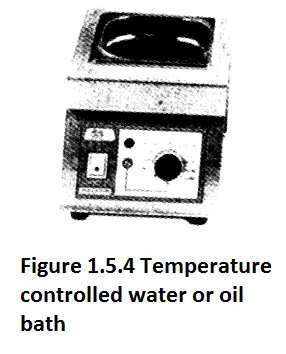 Figure 1.5.4 Temperature
controlled water or oil
bath